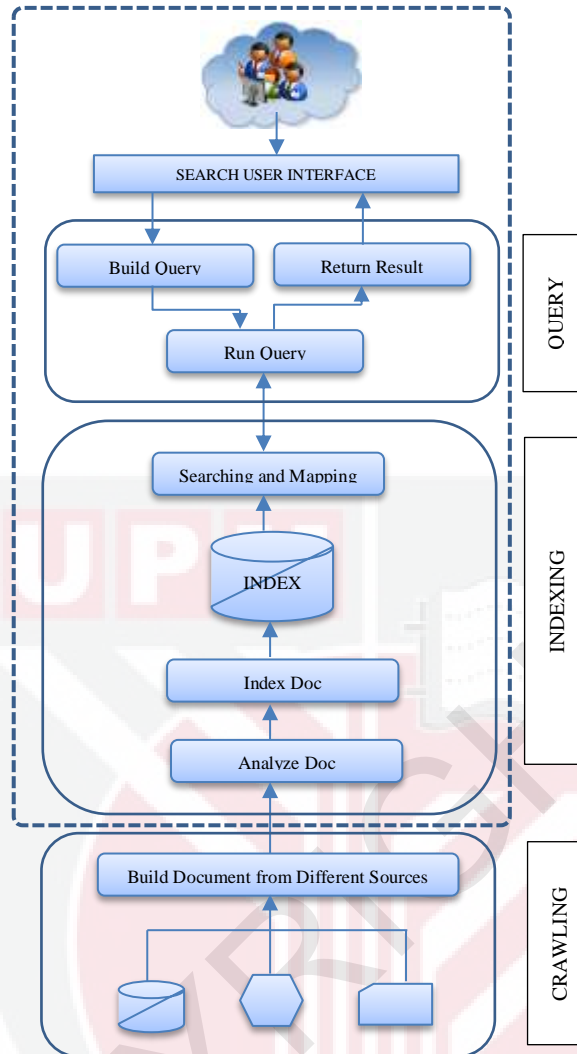 SEARCH USER INTERFACE
Build Query
Return Result
Run Query
QUERY
Searching and Mapping
INDEX
Index Doc
Analyze Doc
INDEXING
Build Document from Different Sources
CRAWLING
UPM